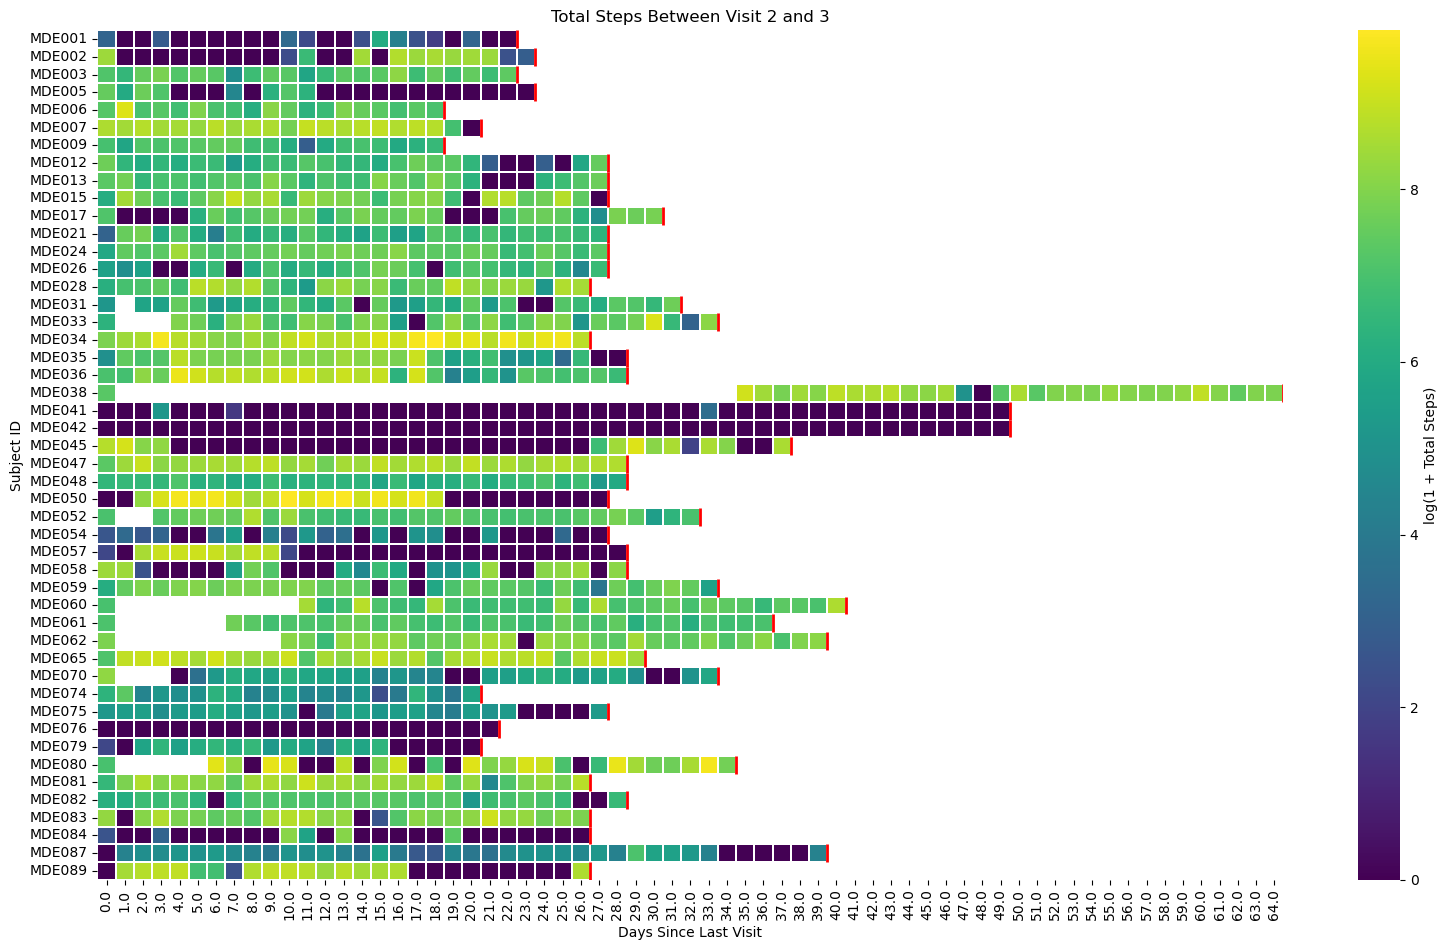 Total Steps Between Visit 2 and 3
Subject ID
MDE001
MDE002
MDE003
MDE005
MDE006
MDE007
MDE009
MDE012
MDE013
MDE015
MDE017
MDE021
MDE024
MDE026
MDE028
MDE031
MDE033
MDE034
MDE035
MDE036
MDE038
MDE041
MDE042
MDE045
MDE047
MDE048
MDE050
MDE052
MDE054
MDE057
MDE058
MDE059
MDE060
MDE061
MDE062
MDE065
MDE070
MDE074
MDE075
MDE076
MDE079
MDE080
MDE081
MDE082
MDE083
MDE084
MDE087
MDE089
0.0 1.0 2.0 3.0 4.0 5.0 6.0 7.0 8.0 9.0 10.0 11.0 12.0 13.0 14.0 15.0 16.0 17.0 18.0 19.0 20.0 21.0 22.0 23.0 24.0 25.0 26.0 27.0 28.0 29.0 30.0 31.0 32.0 33.0 34.0 35.0 36.0 37.0 38.0 39.0 40.0 41.0 42.0 43.0 44.0 45.0 46.0 47.0 48.0 49.0 50.0 51.0 52.0 53.0 54.0 55.0 56.0 57.0 58.0 59.0 60.0 61.0 62.0 63.0 64.0
Days Since Last Visit
8
6
4
2
0
log(1 + Total Steps)